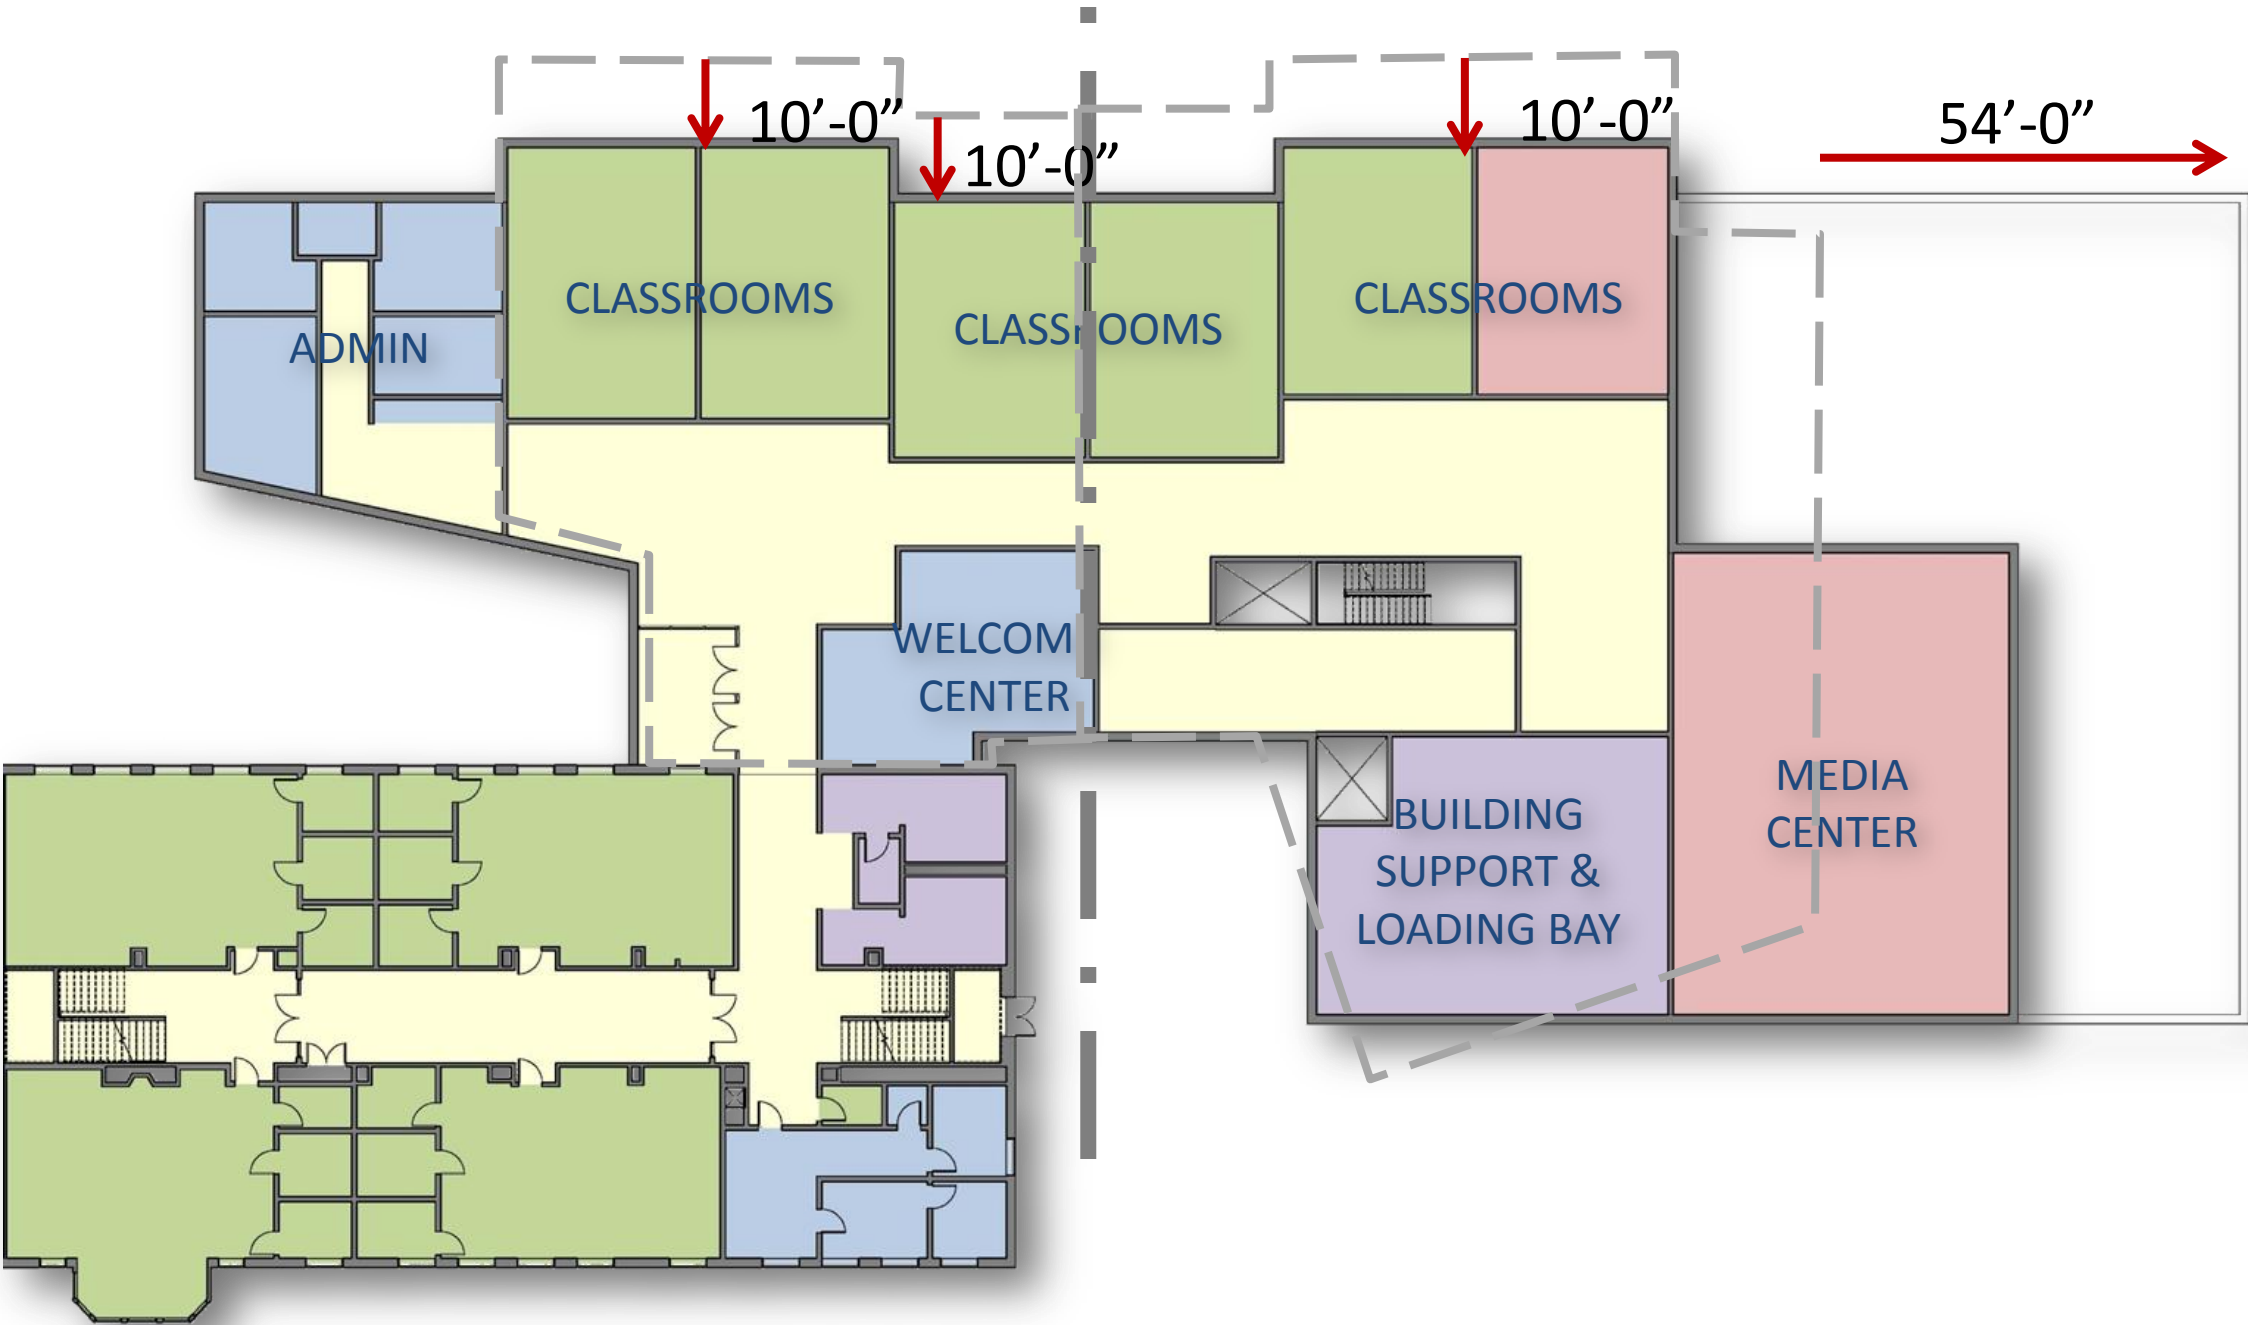 10’-0”
10’-0”
54’-0”
10’-0”
CLASSROOMS
CLASSROOMS
CLASSROOMS
ADMIN
WELCOM
CENTER
MEDIA
CENTER
BUILDING
SUPPORT &
LOADING BAY